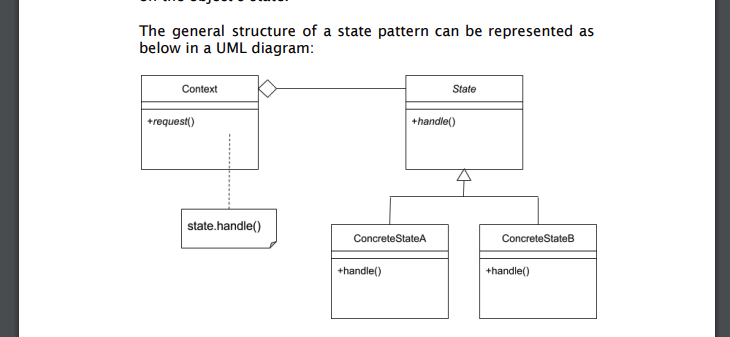 The general structure of a state pattern can be represented as
below in a UML diagram:
Context
State
+request()
+handle()
state.handle()
ConcreteStateA
ConcreteStateB
+handle()
+handle()